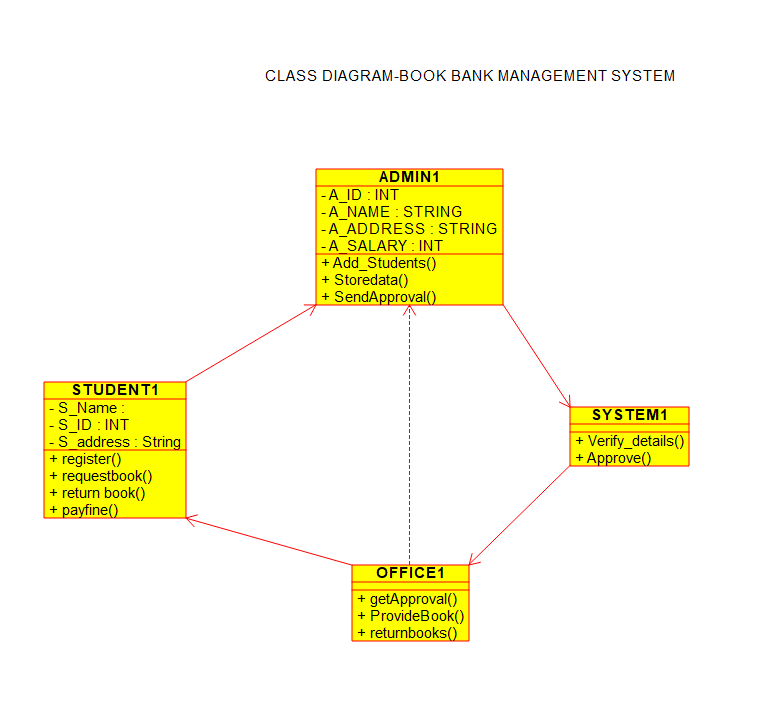 CLASS DIAGRAM-BOOK BANK MANAGEMENT SYSTEM
ADMIN1
- A_ID : INT
- A_NAME : STRING
- A_ADDRESS : STRING
- A_SALARY : INT
+ Add_Students()
+ Storedata()
+ SendApproval()
STUDENT1
- S_Name :
- S_ID : INT
- S_address : String
+ register()
+ requestbook()
+ return book()
+ payfine()
SYSTEM1
+ Verify_details()
+ Approve()
OFFICE1
+ getApproval()
+ ProvideBook()
+ returnbooks()